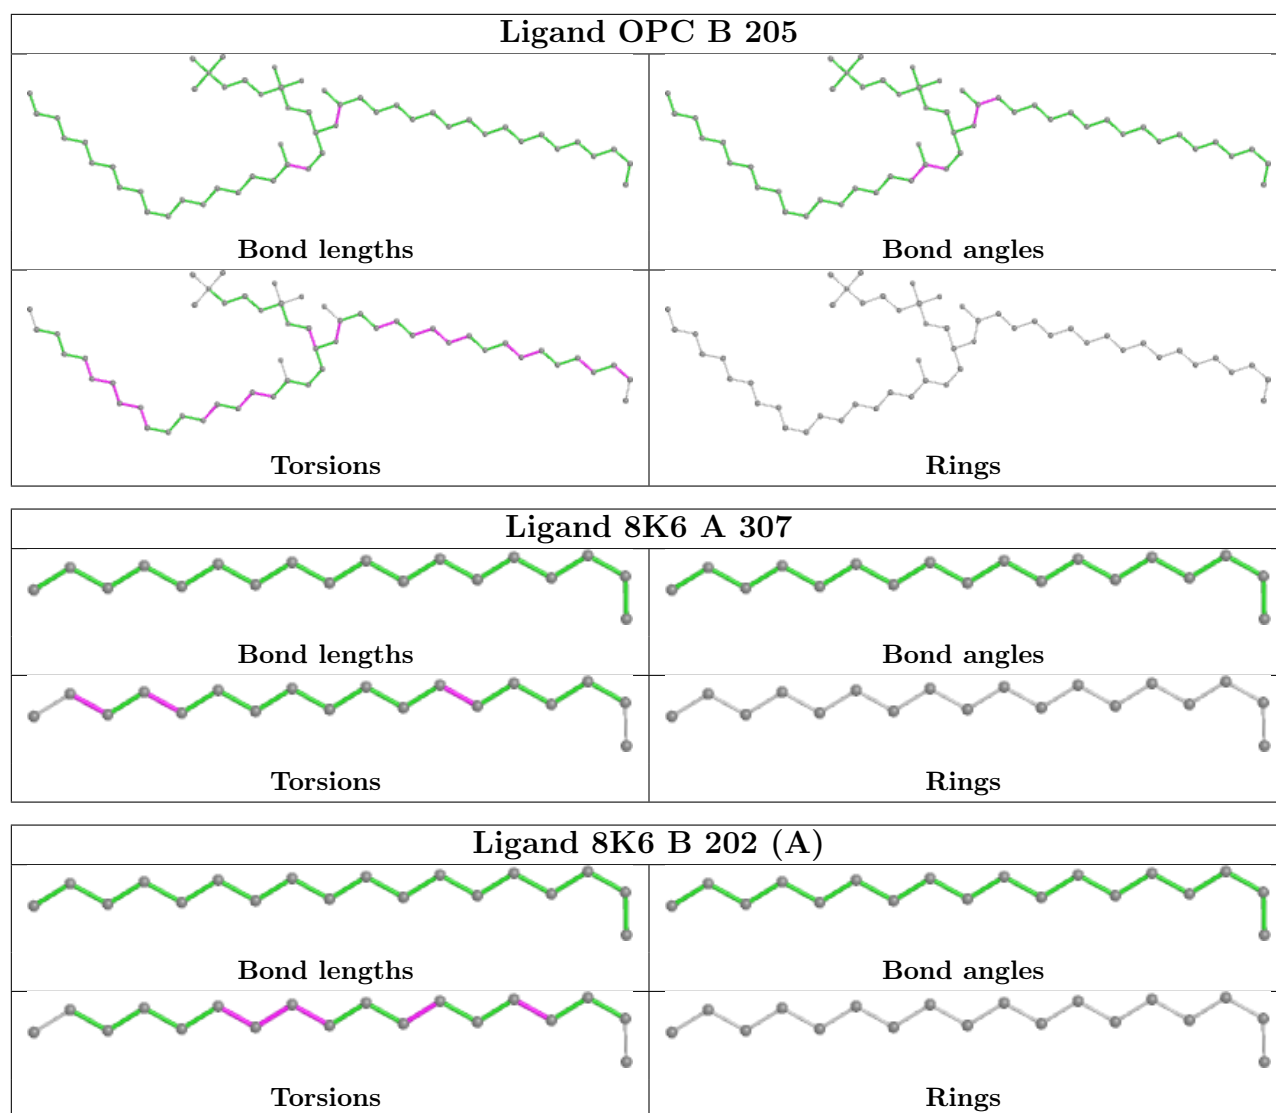 Ligand OPC B 205
Bond lengths
Bond angles
Torsions
Rings
Ligand 8K6 A 307
Bond lengths
Bond angles
Torsions
Rings
Ligand 8K6 B 202 (A)
Bond lengths
Bond angles
Torsions
Rings